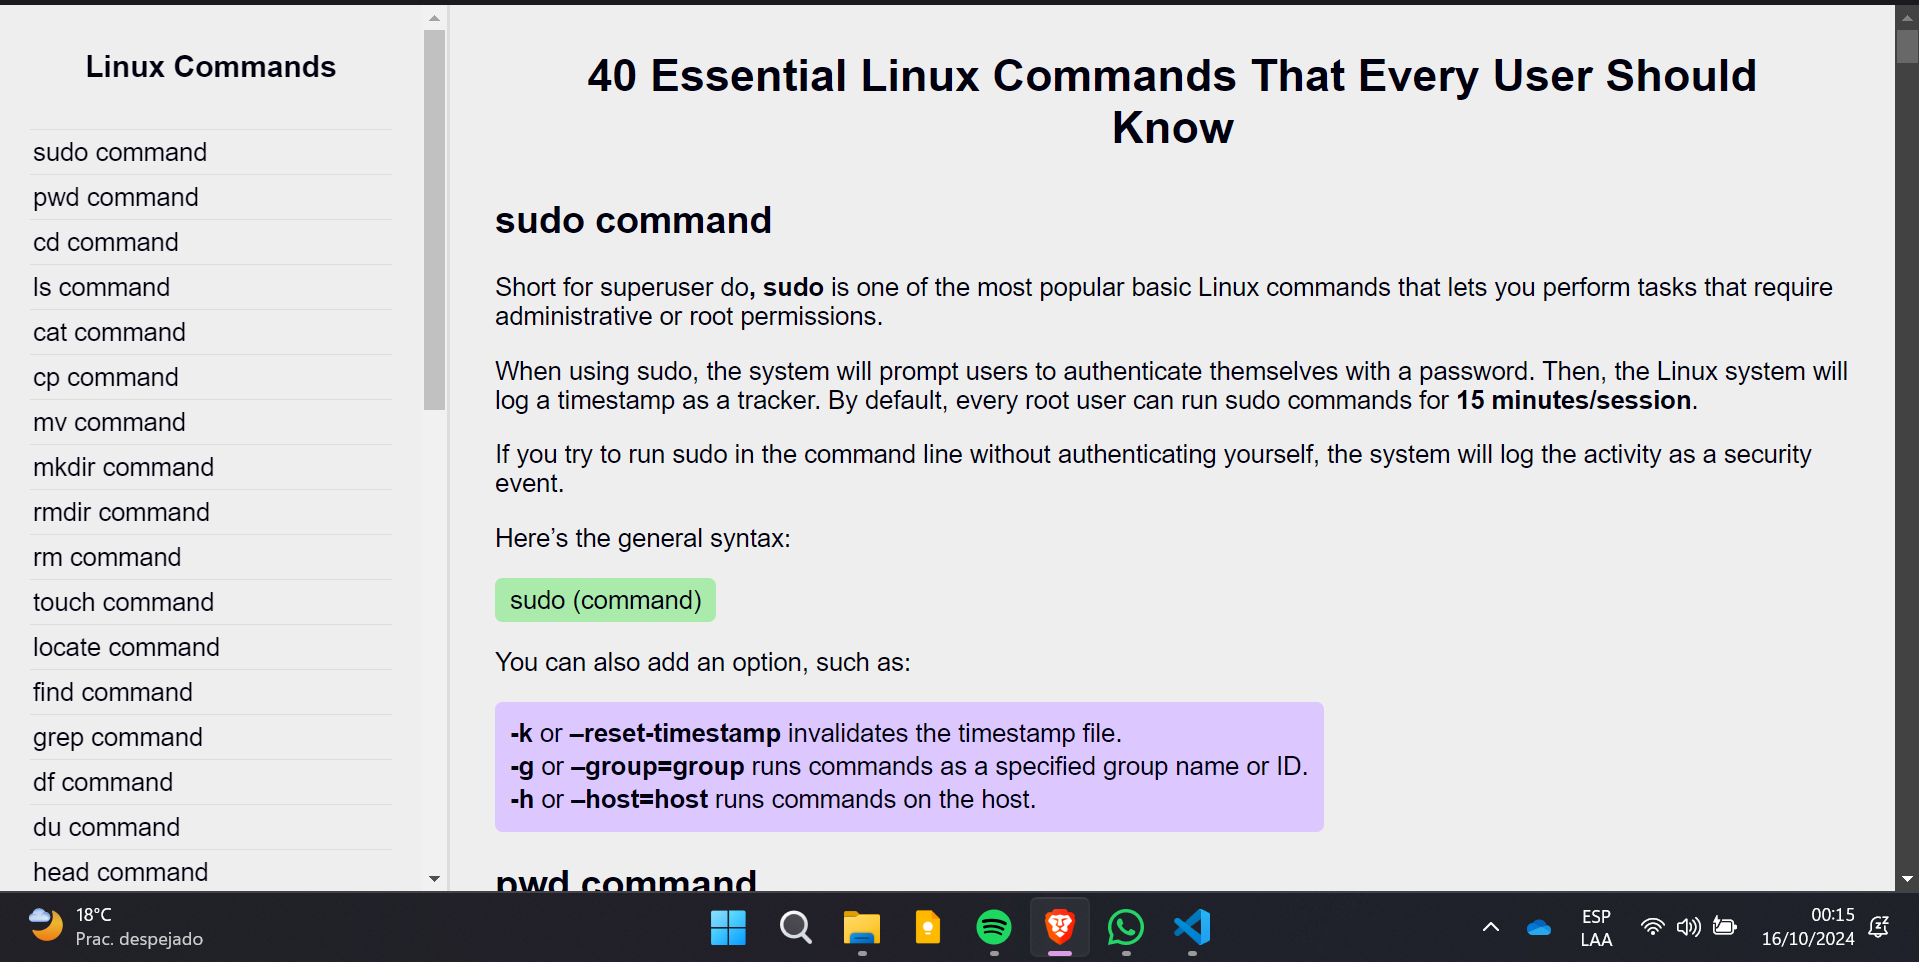 Linux Commands
sudo command
pwd command
cd command
ls command
cat command
cp command
mv command
mkdir command
rmdir command
rm command
touch command
locate command
find command
grep command
df command
du command
head command
40 Essential Linux Commands That Every User Should
Know
sudo command
Short for superuser do, sudo is one of the most popular basic Linux commands that lets you perform tasks that require
administrative or root permissions.
When using sudo, the system will prompt users to authenticate themselves with a password. Then, the Linux system will
log a timestamp as a tracker. By default, every root user can run sudo commands for 15 minutes/session.
If you try to run sudo in the command line without authenticating yourself, the system will log the activity as a security
event.
Here’s the general syntax:
sudo (command)
You can also add an option, such as:
-k or –reset-timestamp invalidates the timestamp file.
-g or –group=group runs commands as a specified group name or ID.
-h or –host=host runs commands on the host.
pwd command
18°C
Prac. despejado
ESP
LAA
00:15
16/10/2024